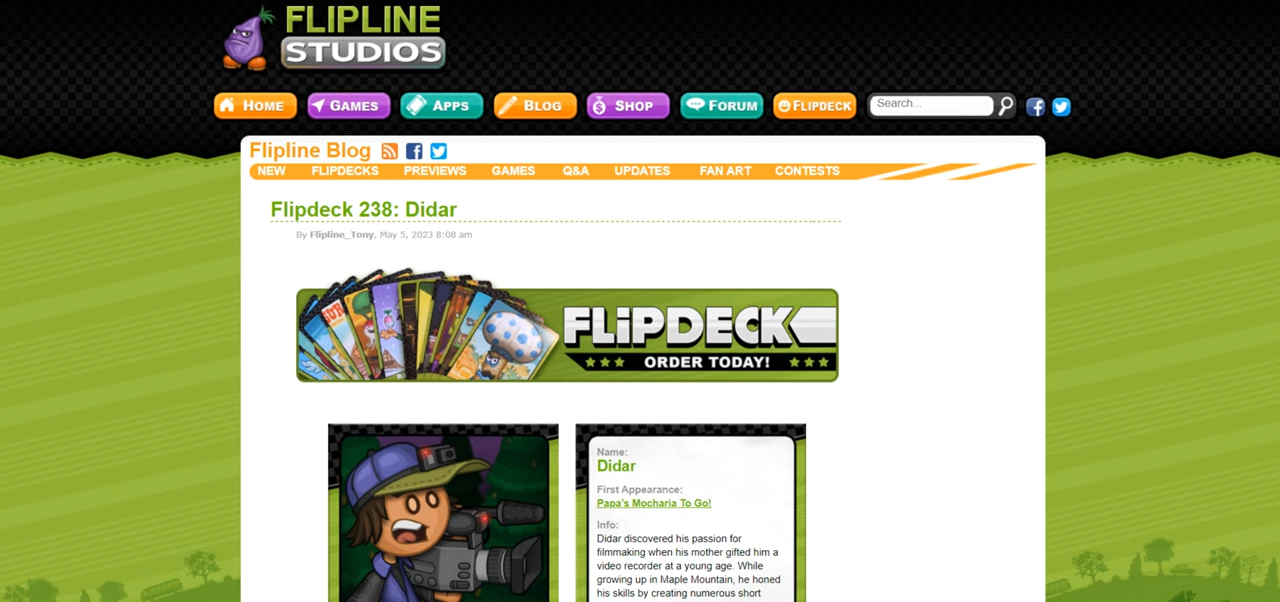 FLIPLINE
STUDIOS
HOME GAMES APPS BLOG SHOP FORUM FLIPDECK Search...
Flipline Blog
NEW FLIPDECKS PREVIEWS GAMES Q&A UPDATES FAN ART CONTESTS
Flipdeck 238: Didar
By Flipline_Tony, May 5, 2023 8:08 am
FLiPDECK
ORDER TODAY!
Name:
Didar
First Appearance:
Papa's Mocharia To Go!
Info:
Didar discovered his passion for
filmmaking when his mother gifted him a
video recorder at a young age. While
growing up in Maple Mountain, he honed
his skills by creating numerous short